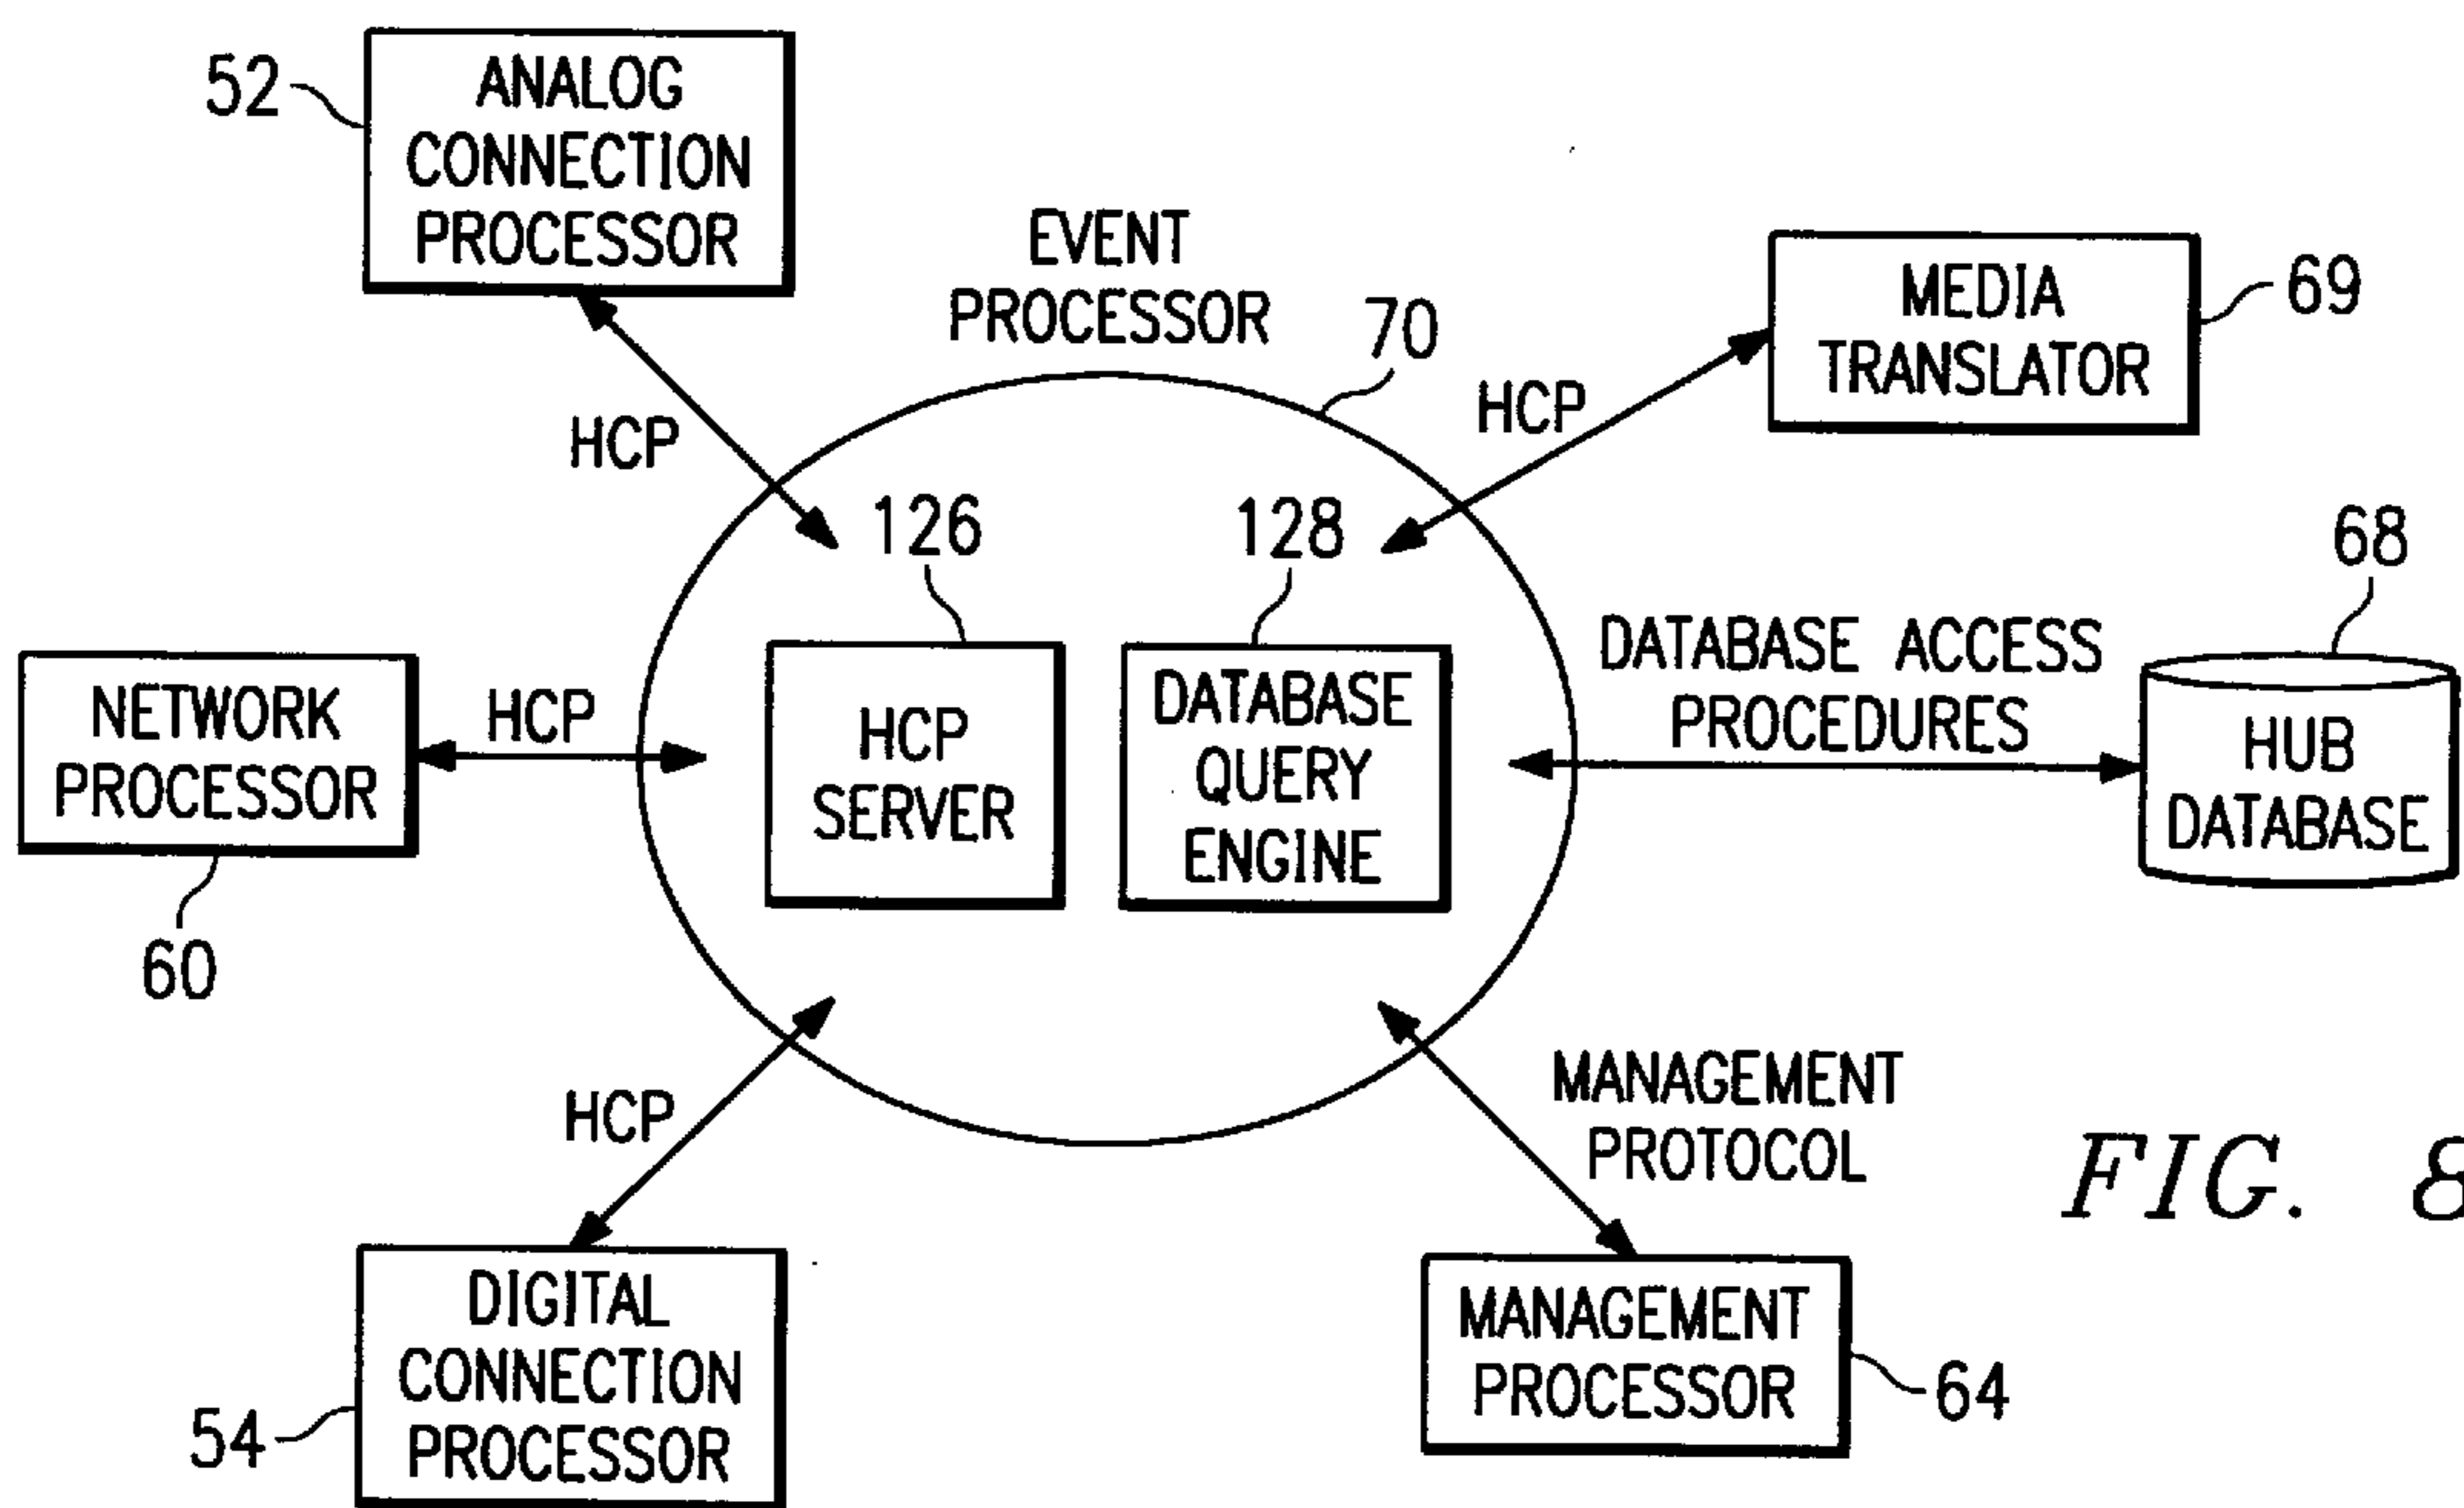 52
ANALOG
CONNECTION
PROCESSOR
EVENT
PROCESSOR
70
MEDIA
TRANSLATOR
69
HCP
HCP
126
128
68
DATABASE ACCESS
PROCEDURES
NETWORK
PROCESSOR
60
HCP
HCP
SERVER
DATABASE
QUERY
ENGINE
HUB
DATABASE
HCP
MANAGEMENT
PROTOCOL
FIG. 8
DIGITAL
CONNECTION
PROCESSOR
54
MANAGEMENT
PROCESSOR
64